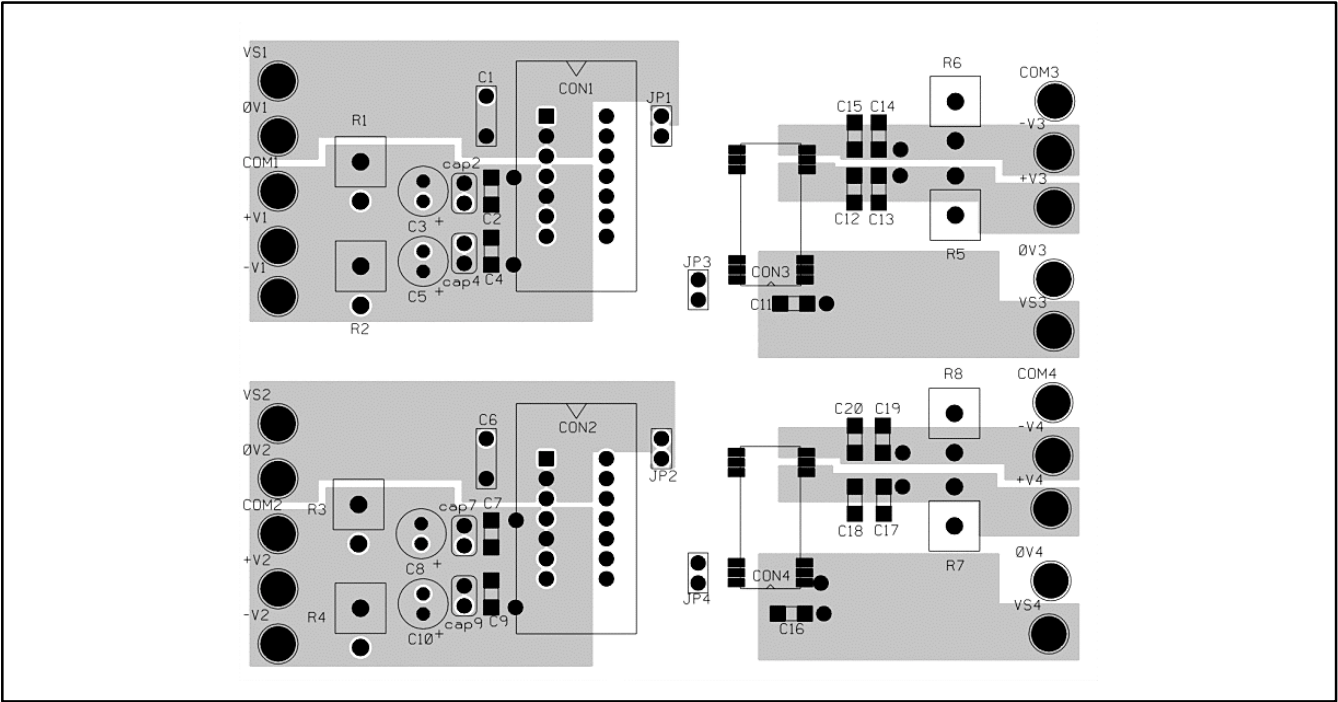 VS1
C1
CON1
JP1
R6
COM3
ØV1
R1
C15 C14
-V3
COM1
cap2
+V3
+V1
C3 +
C2
C12 C13
R5
-V1
C5 +
cap4
C4
JP3
CON3
ØV3
R2
C11
VS3
VS2
C6
CON2
JP2
R8
COM4
ØV2
C20 C19
-V4
COM2
R3
cap7
C7
+V4
C18 C17
+V2
C8 +
R7
ØV4
-V2
R4
C10 +
cap9
C9
JP4
CON4
C16
VS4